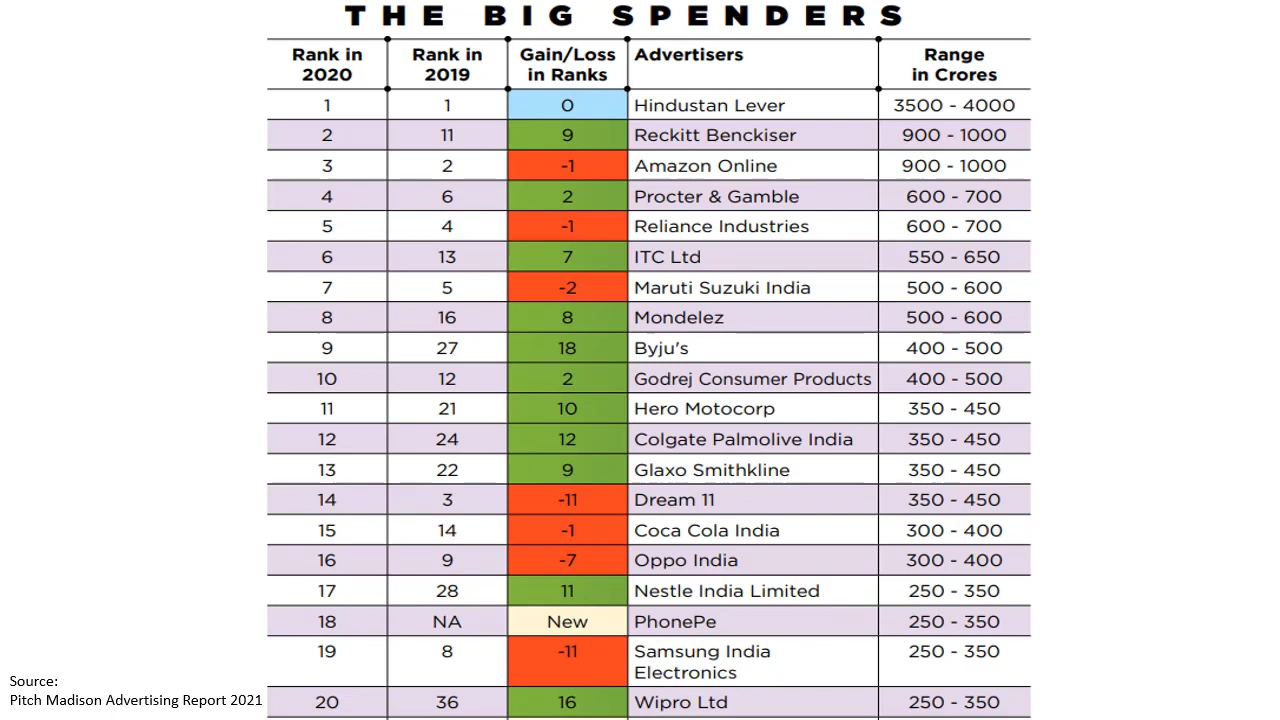 THE BIG SPENDERS
Rank in 2020 Rank in 2019 Gain/Loss in Ranks Advertisers Range in Crores
1 1 0 Hindustan Lever 3500 - 4000
2 11 9 Reckitt Benckiser 900 - 1000
3 2 -1 Amazon Online 900 - 1000
4 6 2 Procter & Gamble 600 - 700
5 4 -1 Reliance Industries 600 - 700
6 13 7 ITC Ltd 550 - 650
7 5 -2 Maruti Suzuki India 500 - 600
8 16 8 Mondelez 500 - 600
9 27 18 Byju's 400 - 500
10 12 2 Godrej Consumer Products 400 - 500
11 21 10 Hero Motocorp 350 - 450
12 24 12 Colgate Palmolive India 350 - 450
13 22 9 Glaxo Smithkline 350 - 450
14 3 -11 Dream 11 350 - 450
15 14 -1 Coca Cola India 300 - 400
16 9 -7 Oppo India 300 - 400
17 28 11 Nestle India Limited 250 - 350
18 NA New PhonePe 250 - 350
19 8 -11 Samsung India Electronics 250 - 350
20 36 16 Wipro Ltd 250 - 350
Source:
Pitch Madison Advertising Report 2021